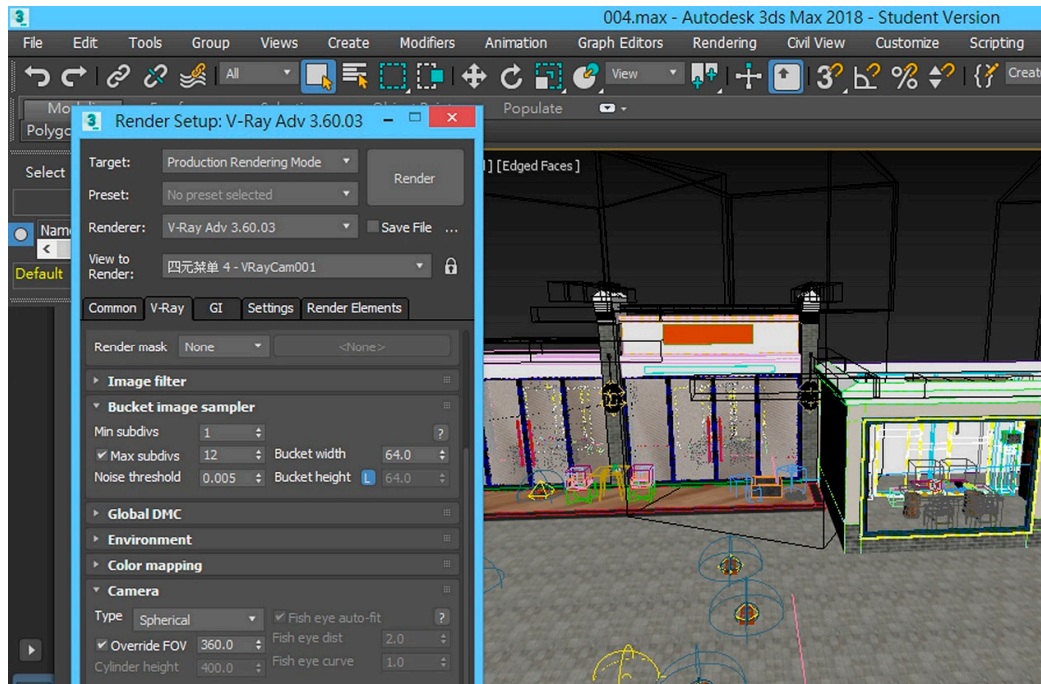 3
004.max - Autodesk 3ds Max 2018 - Student Version
File Edit Tools Group Views Create Modifiers Animation Graph Editors Rendering Civil View Customize Scripting
All View 3 Creat
Populate
Polygo
3 Render Setup: V-Ray Adv 3.60.03
] [Edged Faces ]
Select
Target: Production Rendering Mode
Render
Preset: No preset selected
Nam
Renderer: V-Ray Adv 3.60.03 Save File ...
<
Default
View to Render: 四元菜单 4 - VRayCam001
Common V-Ray GI Settings Render Elements
Render mask None <None>
Image filter
Bucket image sampler
Min subdivs 1 ?
Max subdivs 12 Bucket width 64.0
Noise threshold 0.005 Bucket height L 64.0
Global DMC
Environment
Color mapping
Camera
Type Spherical Fish eye auto-fit ?
Override FOV 360.0 Fish eye dist 2.0
Cylinder height 400.0 Fish eye curve 1.0